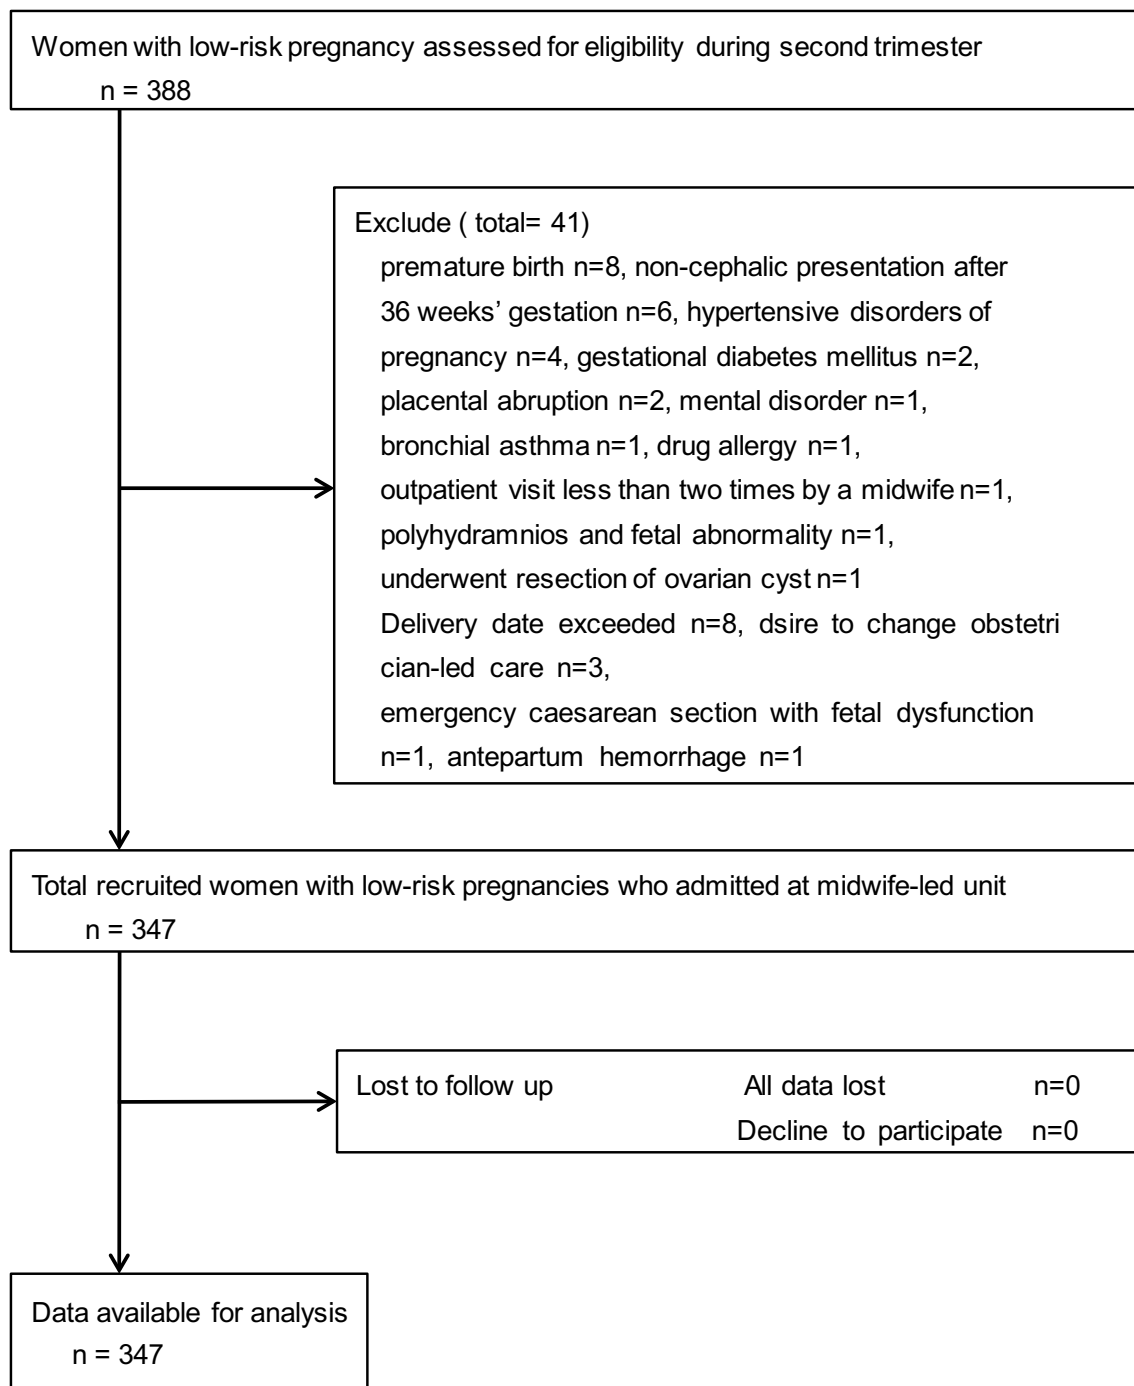 Women with low-risk pregnancy assessed for eligibility during second trimester
n = 388
Exclude ( total= 41)
premature birth n=8, non-cephalic presentation after
36 weeks’ gestation n=6, hypertensive disorders of
pregnancy n=4, gestational diabetes mellitus n=2,
placental abruption n=2, mental disorder n=1,
bronchial asthma n=1, drug allergy n=1,
outpatient visit less than two times by a midwife n=1,
polyhydramnios and fetal abnormality n=1,
underwent resection of ovarian cyst n=1
Delivery date exceeded n=8, dsire to change obstetri
cian-led care n=3,
emergency caesarean section with fetal dysfunction
n=1, antepartum hemorrhage n=1
Total recruited women with low-risk pregnancies who admitted at midwife-led unit
n = 347
Lost to follow up All data lost n=0
Decline to participate n=0
Data available for analysis
n = 347